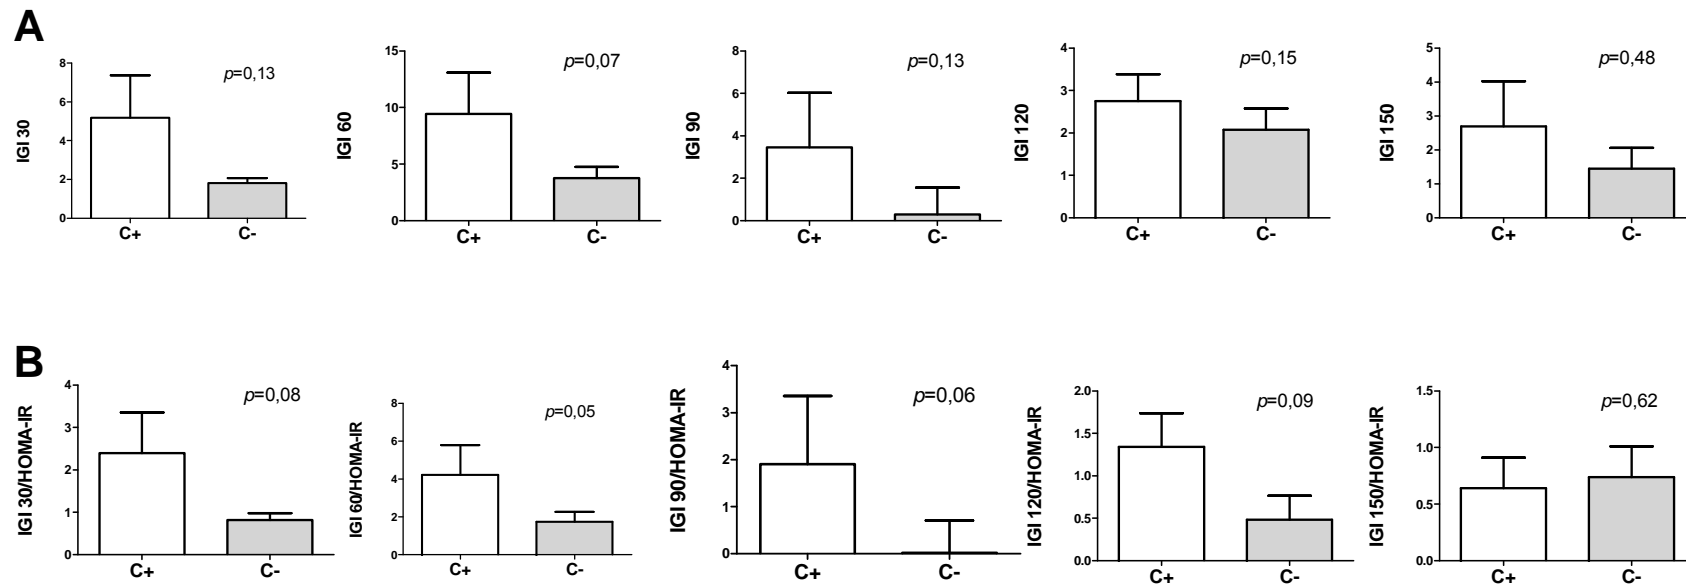 A
IGI 30
8
6
4
2
0
p=0,13
C+ C-
IGI 60
15
10
5
0
p=0,07
C+ C-
IGI 90
8
6
4
2
0
p=0,13
C+ C-
IGI 120
4
3
2
1
0
p=0,15
C+ C-
IGI 150
5
4
3
2
1
0
p=0,48
C+ C-
B
IGI 30/HOMA-IR
4
3
2
1
0
p=0,08
C+ C-
IGI 60/HOMA-IR
8
6
4
2
0
p=0,05
C+ C-
IGI 90/HOMA-IR
4
3
2
1
0
p=0,06
C+ C-
IGI 120/HOMA-IR
2.0
1.5
1.0
0.5
0.0
p=0,09
C+ C-
IGI 150/HOMA-IR
1.5
1.0
0.5
0.0
p=0,62
C+ C-